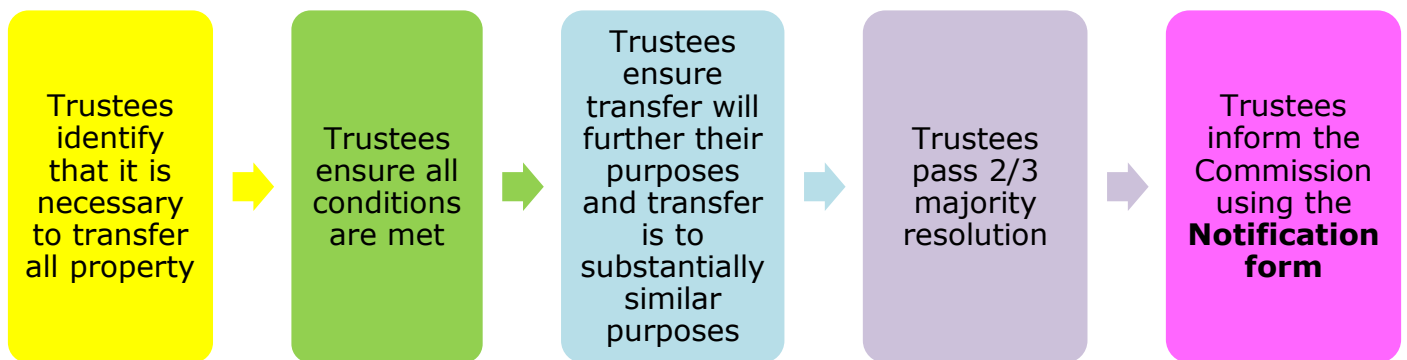 Trustees
identify
that it is
necessary
to transfer
all property
Trustees
ensure all
conditions
are met
Trustees
ensure
transfer will
further their
purposes
and transfer
is to
substantially
similar
purposes
Trustees
pass 2/3
majority
resolution
Trustees
inform the
Commission
using the
Notification
form